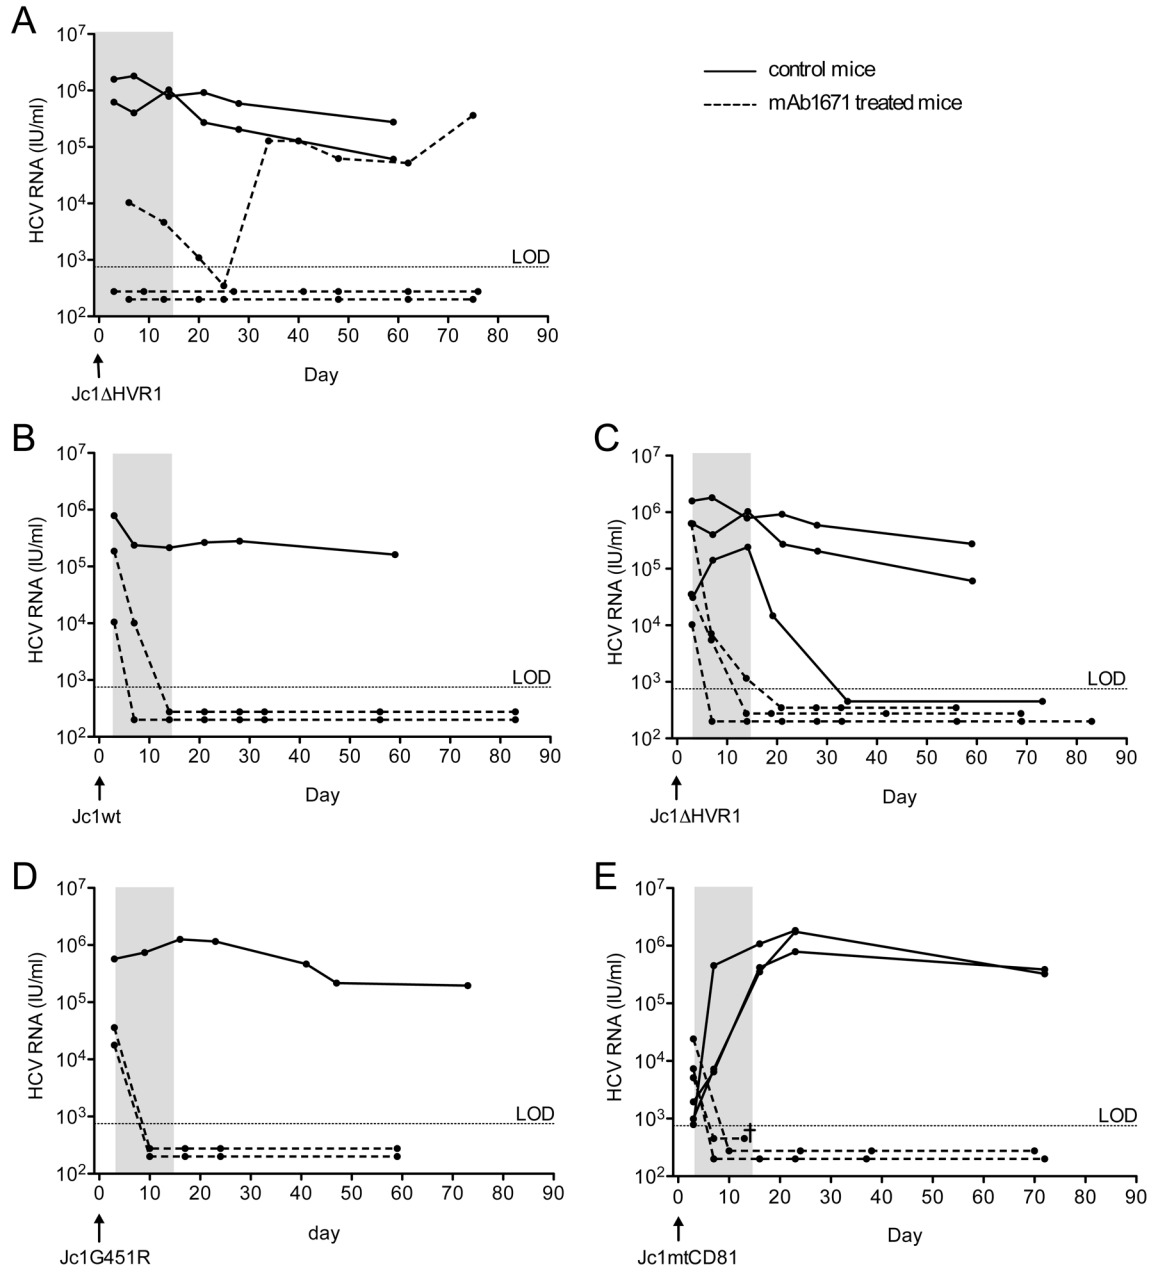 A
10⁷
10⁶
10⁵
10⁴
10³
10²
HCV RNA (IU/ml)
LOD
0 10 20 30 40 50 60 70 80 90
Day
Jc1ΔHVR1
control mice
mAb1671 treated mice
B
10⁷
10⁶
10⁵
10⁴
10³
10²
HCV RNA (IU/ml)
LOD
0 10 20 30 40 50 60 70 80 90
Day
Jc1wt
C
10⁷
10⁶
10⁵
10⁴
10³
10²
HCV RNA (IU/ml)
LOD
0 10 20 30 40 50 60 70 80 90
Day
Jc1ΔHVR1
D
10⁷
10⁶
10⁵
10⁴
10³
10²
HCV RNA (IU/ml)
LOD
0 10 20 30 40 50 60 70 80 90
day
Jc1G451R
E
10⁷
10⁶
10⁵
10⁴
10³
10²
HCV RNA (IU/ml)
LOD
†
0 10 20 30 40 50 60 70 80 90
Day
Jc1mtCD81